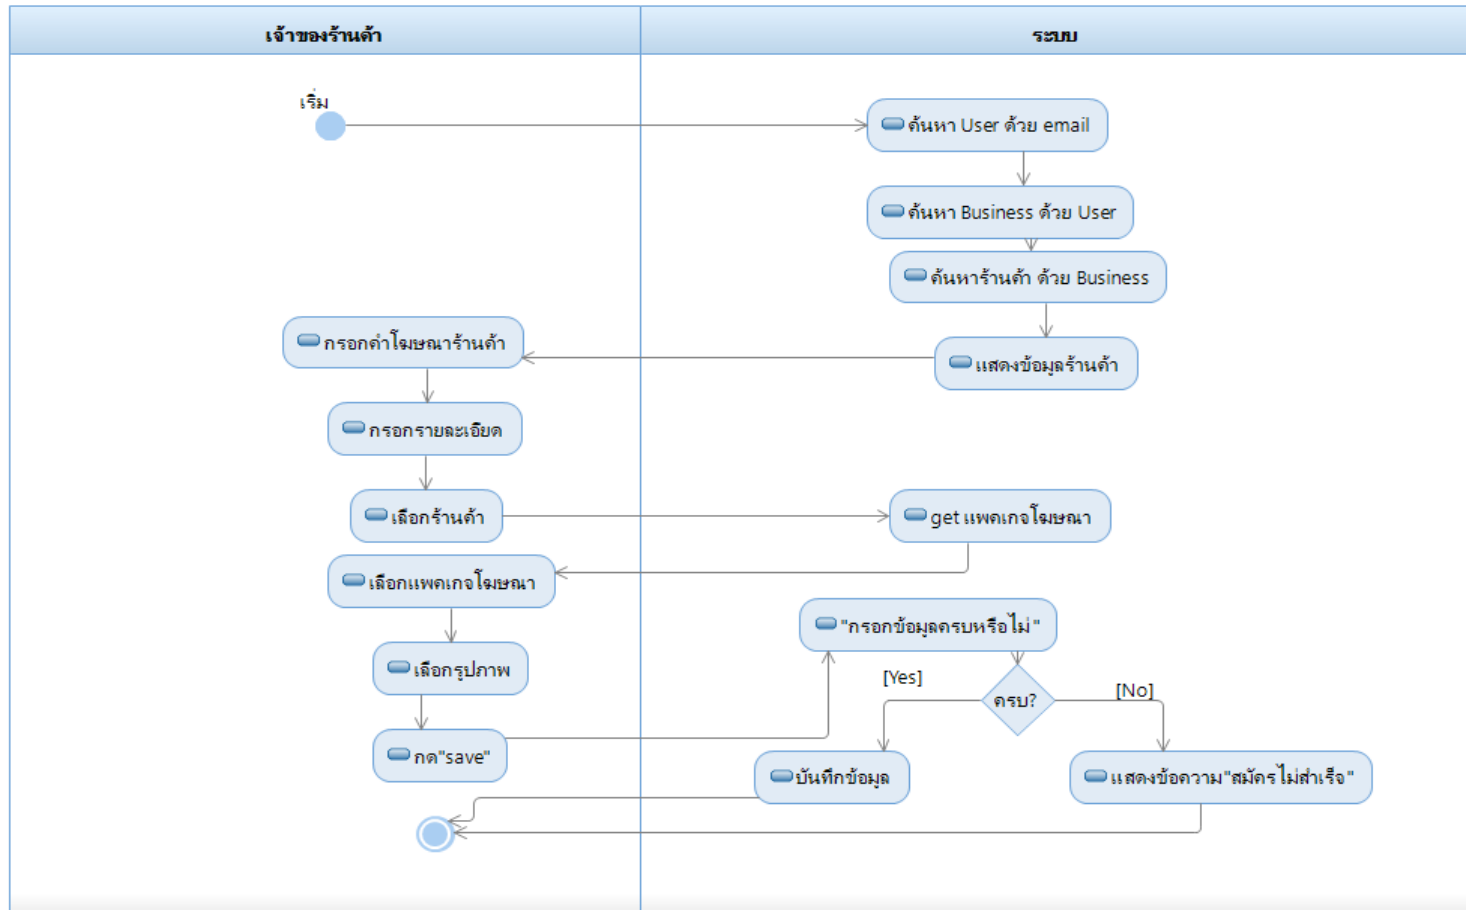 เจ้าของร้านค้า
ระบบ
เริ่ม
ค้นหา User ด้วย email
ค้นหา Business ด้วย User
ค้นหาร้านค้า ด้วย Business
กรอกคำโฆษณาร้านค้า
แสดงข้อมูลร้านค้า
กรอกรายละเอียด
เลือกร้านค้า
get แพคเกจโฆษณา
เลือกแพคเกจโฆษณา
"กรอกข้อมูลครบหรือไม่"
เลือกรูปภาพ
[Yes]
[No]
ครบ?
กด"save"
บันทึกข้อมูล
แสดงข้อความ"สมัครไม่สำเร็จ"